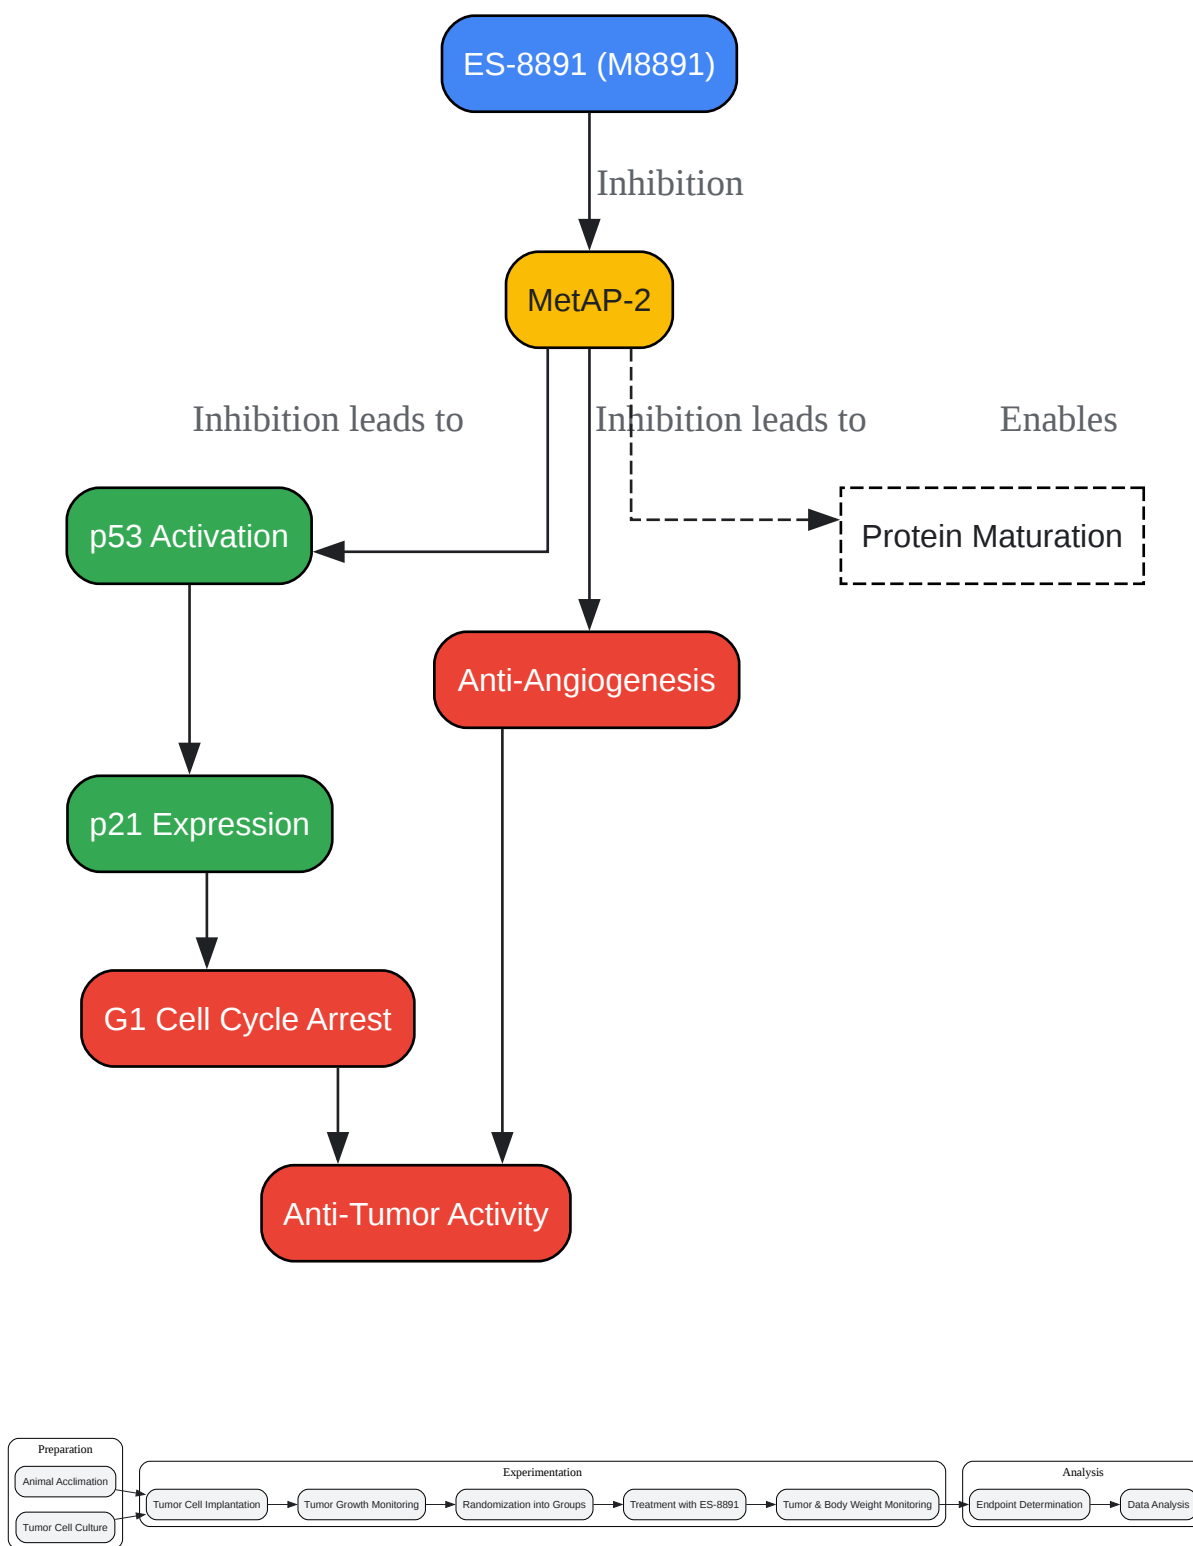 ES-8891 (M8891)
Inhibition
MetAP-2
Inhibition leads to
Inhibition leads to
Enables
p53 Activation
Protein Maturation
Anti-Angiogenesis
p21 Expression
G1 Cell Cycle Arrest
Anti-Tumor Activity
Preparation
Animal Acclimation
Tumor Cell Culture
Experimentation
Tumor Cell Implantation
Tumor Growth Monitoring
Randomization into Groups
Treatment with ES-8891
Tumor & Body Weight Monitoring
Analysis
Endpoint Determination
Data Analysis